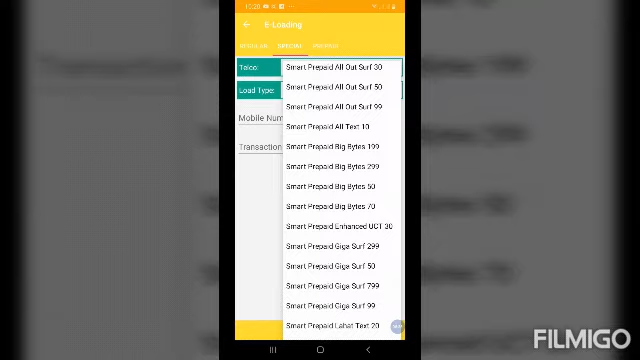 E-Loading
REGULAR SPECIAL PREPAID
Telco:
Load Type:
Mobile Num
Transaction
Smart Prepaid All Out Surf 30
Smart Prepaid All Out Surf 50
Smart Prepaid All Out Surf 99
Smart Prepaid All Text 10
Smart Prepaid Big Bytes 199
Smart Prepaid Big Bytes 299
Smart Prepaid Big Bytes 50
Smart Prepaid Big Bytes 70
Smart Prepaid Enhanced UCT 30
Smart Prepaid Giga Surf 299
Smart Prepaid Giga Surf 50
Smart Prepaid Giga Surf 799
Smart Prepaid Giga Surf 99
Smart Prepaid Lahat Text 20
FILMIGO